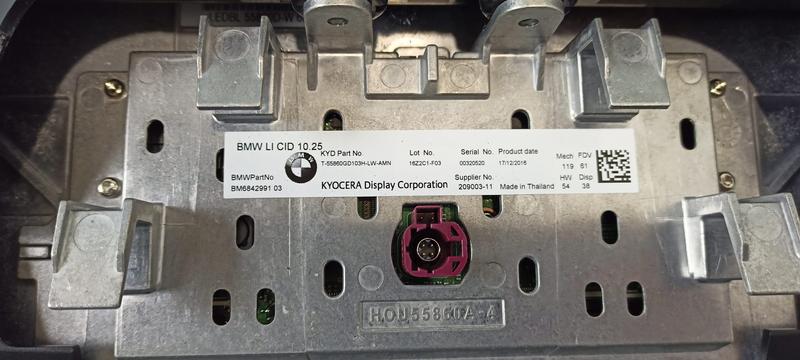 BMW LI CID 10.25
BMW
KYD Part No
T-55860GD103H-LW-AMN
Lot No.
16Z2C1-F03
Serial No.
00320520
Product date
17/12/2016
Mech FDV
119 61
HW Disp
54 38
BMWPartNo
BM6842991 03
KYOCERA Display Corporation
Supplier No.
209003-11
Made in Thailand
HOU55860A-4